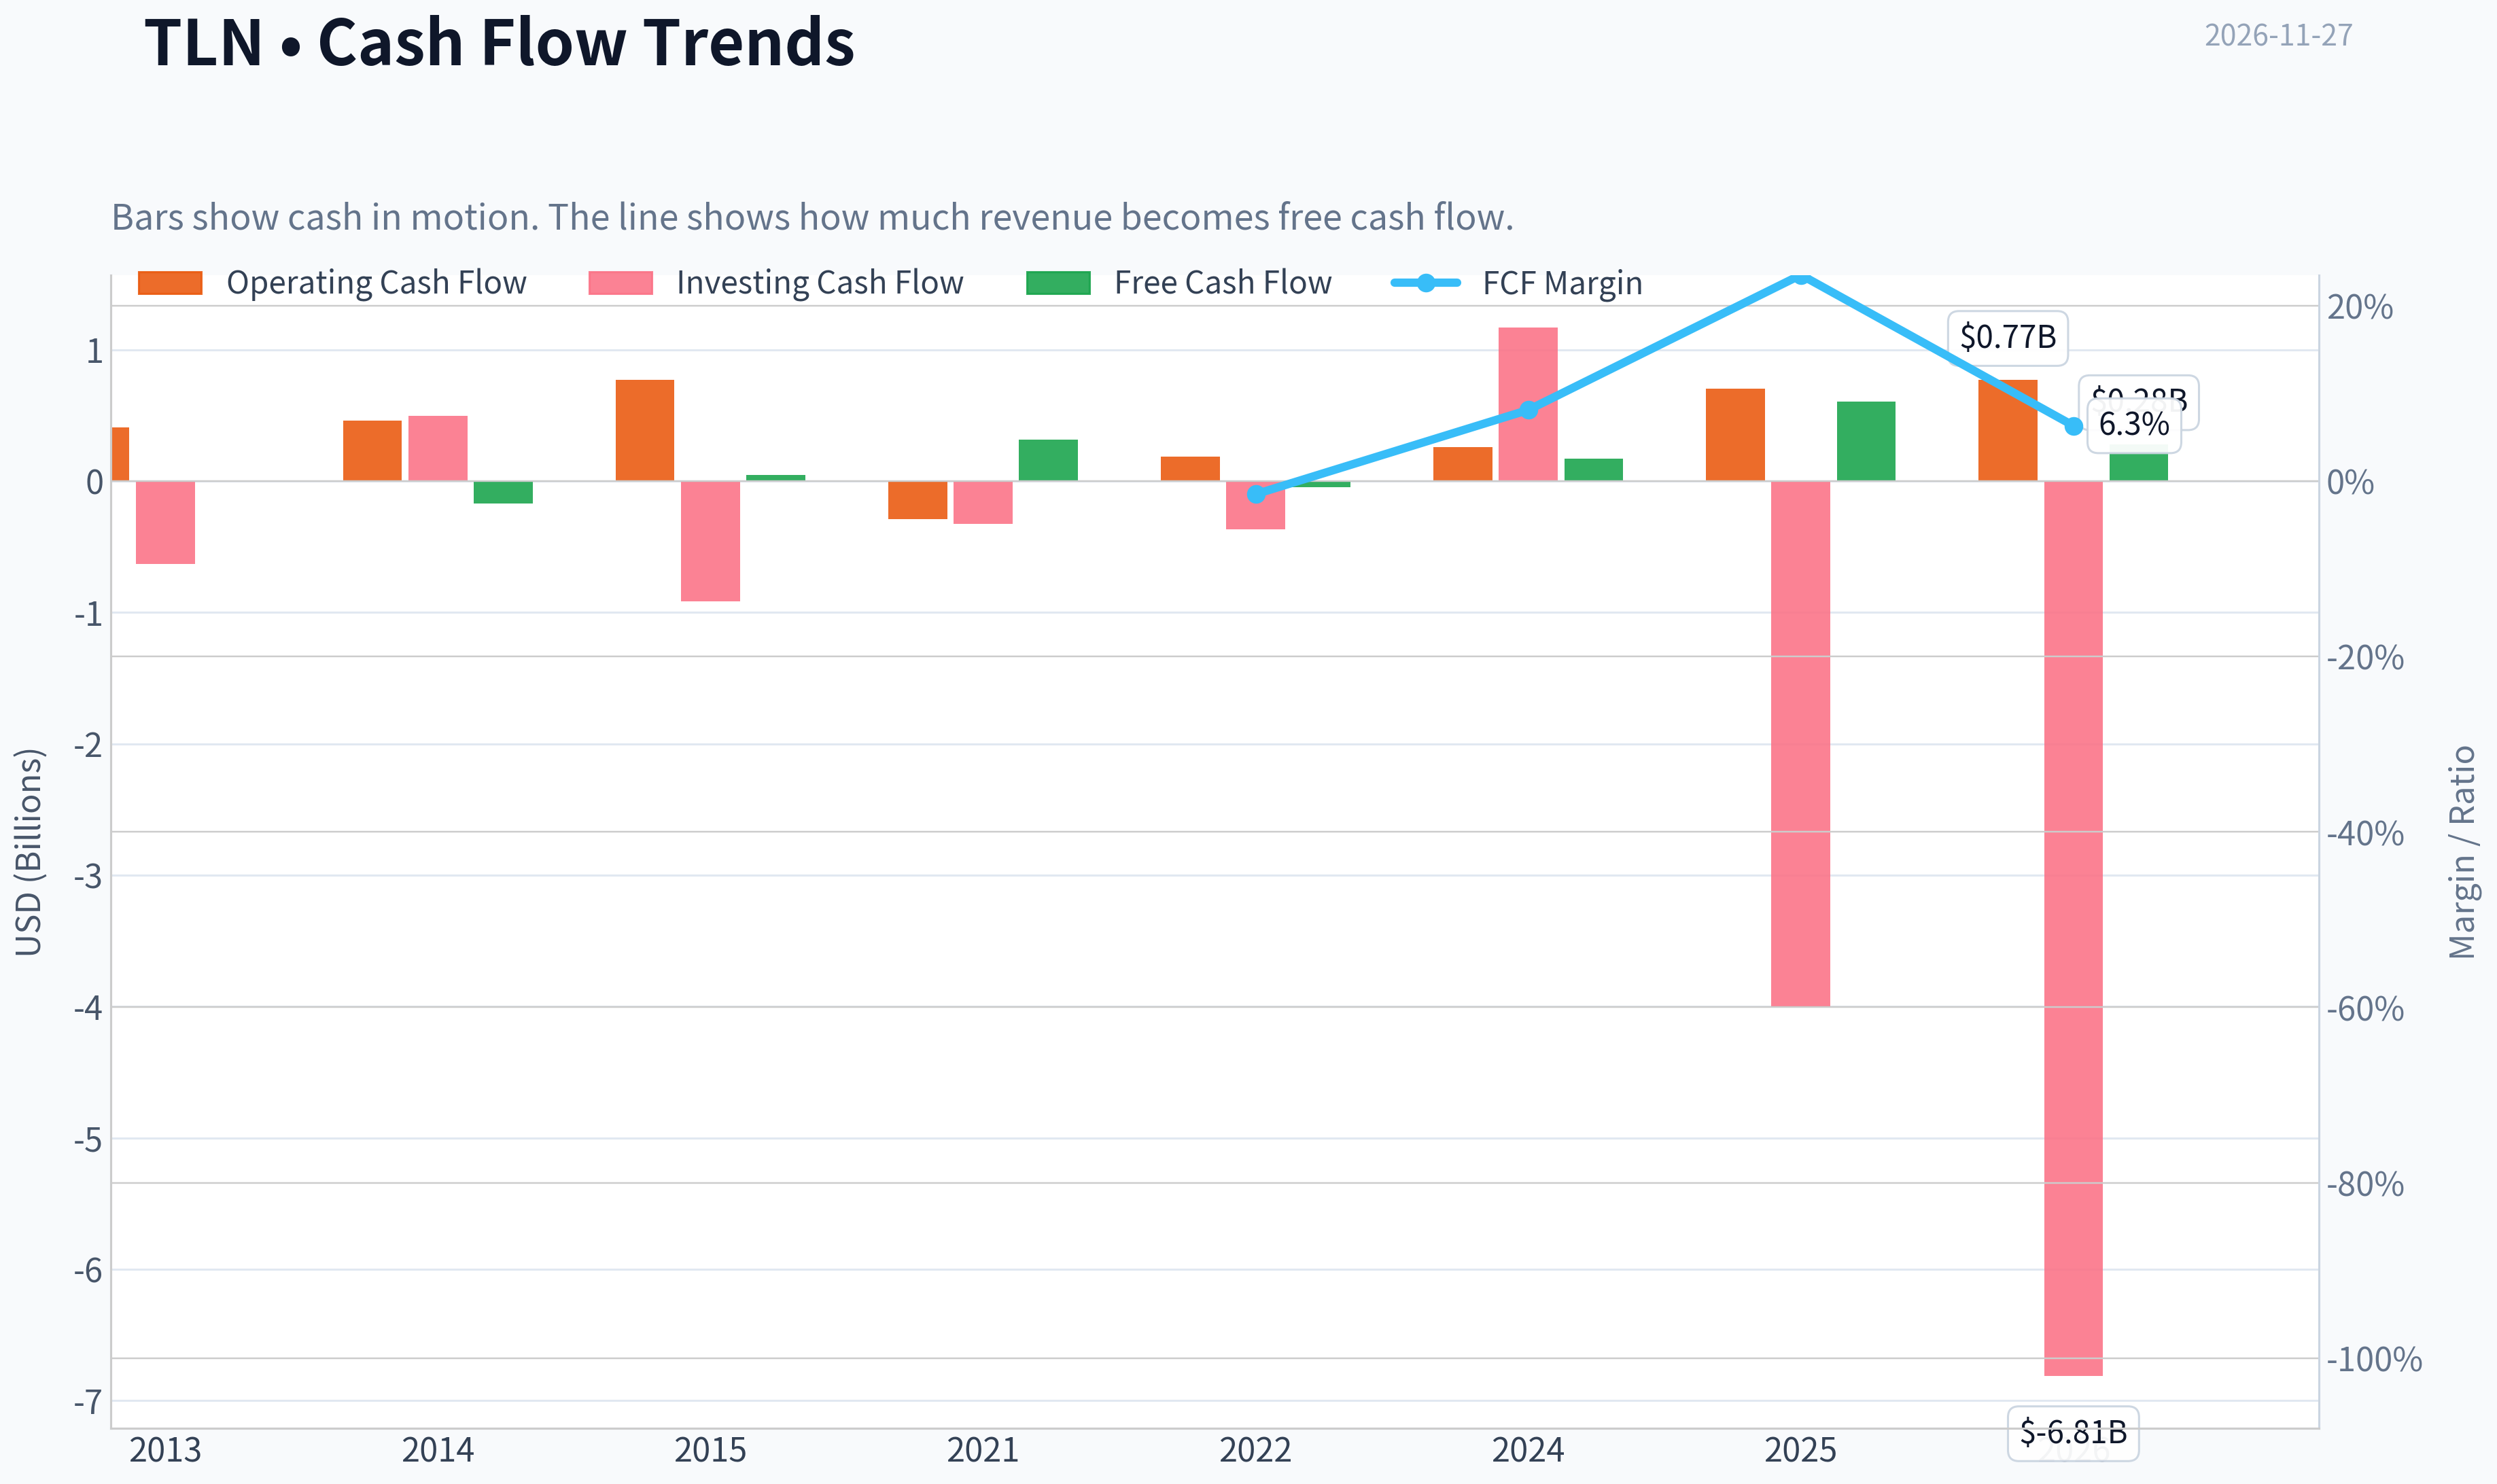 TLN • Cash Flow Trends
2026-11-27
Bars show cash in motion. The line shows how much revenue becomes free cash flow.
Operating Cash Flow
Investing Cash Flow
Free Cash Flow
FCF Margin
USD (Billions)
1
0
-1
-2
-3
-4
-5
-6
-7
20%
0%
-20%
-40%
-60%
-80%
-100%
Margin / Ratio
$0.77B
$0.28B
6.3%
$-6.81B
2013
2014
2015
2021
2022
2024
2025